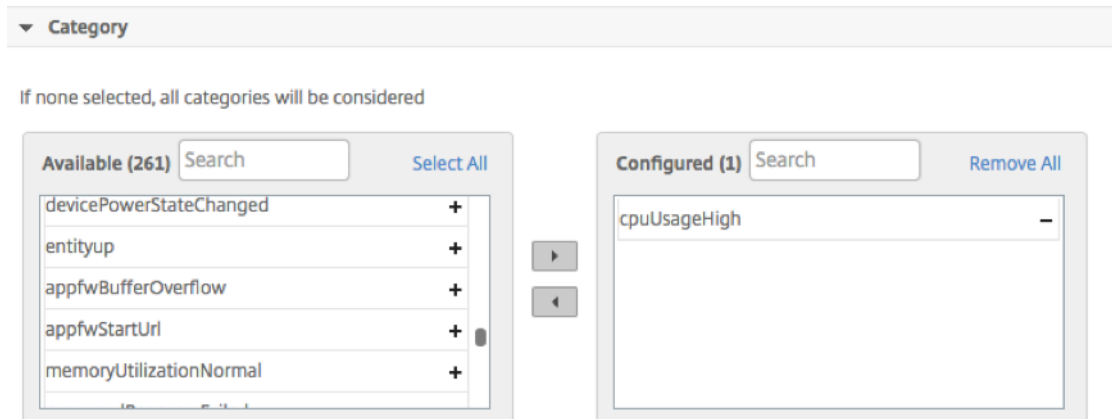 Category
If none selected, all categories will be considered
Available (261) Search Select All
devicePowerStateChanged +
entityup +
appfwBufferOverflow +
appfwStartUrl +
memoryUtilizationNormal +
Configured (1) Search Remove All
cpuUsageHigh −